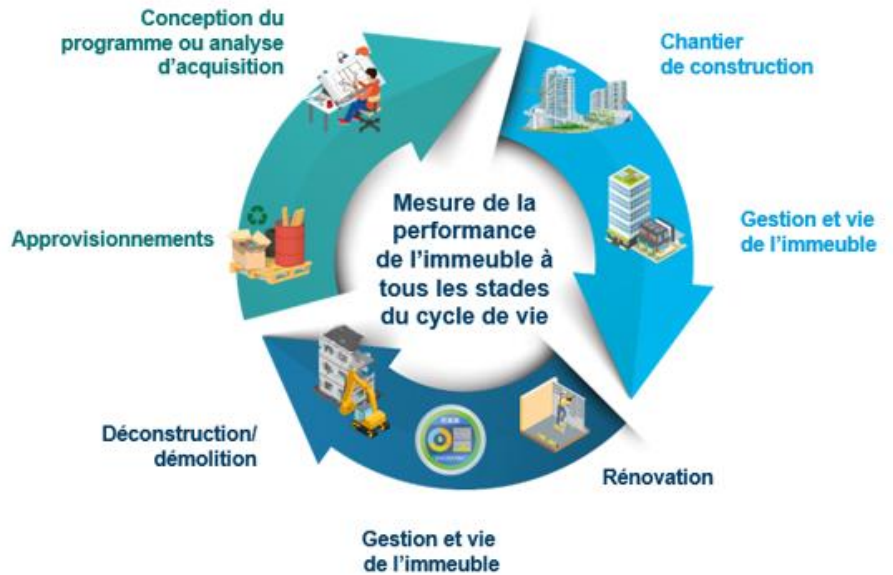 Conception du
programme ou analyse
d'acquisition
Chantier
de construction
Approvisionnements
Mesure de la
performance
de l'immeuble à
tous les stades
du cycle de vie
Gestion et vie
de l'immeuble
Déconstruction/
démolition
Rénovation
Gestion et vie
de l'immeuble